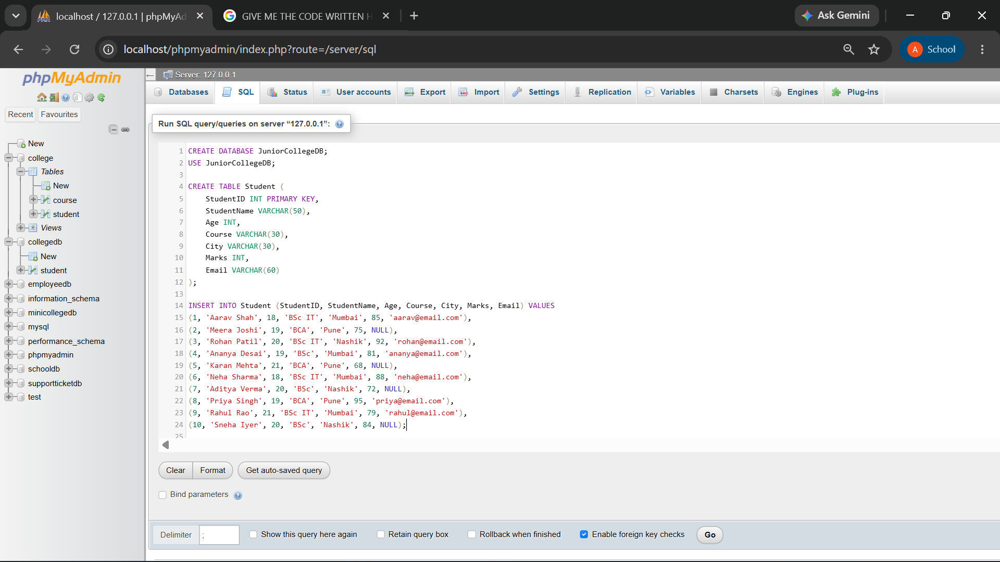 localhost / 127.0.0.1 | phpMyAd
GIVE ME THE CODE WRITTEN H
Ask Gemini
localhost/phpmyadmin/index.php?route=/server/sql
A
School
phpMyAdmin
Recent
Favourites
New
college
Tables
New
course
student
Views
collegedb
New
student
employeedb
information_schema
minicollegedb
mysql
performance_schema
phpmyadmin
schooldb
supportticketdb
test
Server: 127.0.0.1
Databases
SQL
Status
User accounts
Export
Import
Settings
Replication
Variables
Charsets
Engines
Plug-ins
Run SQL query/queries on server “127.0.0.1”:
1 CREATE DATABASE JuniorCollegeDB;
2 USE JuniorCollegeDB;
3
4 CREATE TABLE Student (
5 StudentID INT PRIMARY KEY,
6 StudentName VARCHAR(50),
7 Age INT,
8 Course VARCHAR(30),
9 City VARCHAR(30),
10 Marks INT,
11 Email VARCHAR(60)
12 );
13
14 INSERT INTO Student (StudentID, StudentName, Age, Course, City, Marks, Email) VALUES
15 (1, 'Aarav Shah', 18, 'BSc IT', 'Mumbai', 85, 'aarav@email.com'),
16 (2, 'Meera Joshi', 19, 'BCA', 'Pune', 75, NULL),
17 (3, 'Rohan Patil', 20, 'BSc IT', 'Nashik', 92, 'rohan@email.com'),
18 (4, 'Ananya Desai', 19, 'BSc', 'Mumbai', 81, 'ananya@email.com'),
19 (5, 'Karan Mehta', 21, 'BCA', 'Pune', 68, NULL),
20 (6, 'Neha Sharma', 18, 'BSc IT', 'Mumbai', 88, 'neha@email.com'),
21 (7, 'Aditya Verma', 20, 'BSc', 'Nashik', 72, NULL),
22 (8, 'Priya Singh', 19, 'BCA', 'Pune', 95, 'priya@email.com'),
23 (9, 'Rahul Rao', 21, 'BSc IT', 'Mumbai', 79, 'rahul@email.com'),
24 (10, 'Sneha Iyer', 20, 'BSc', 'Nashik', 84, NULL);
25
Clear
Format
Get auto-saved query
Bind parameters
Delimiter
;
Show this query here again
Retain query box
Rollback when finished
Enable foreign key checks
Go